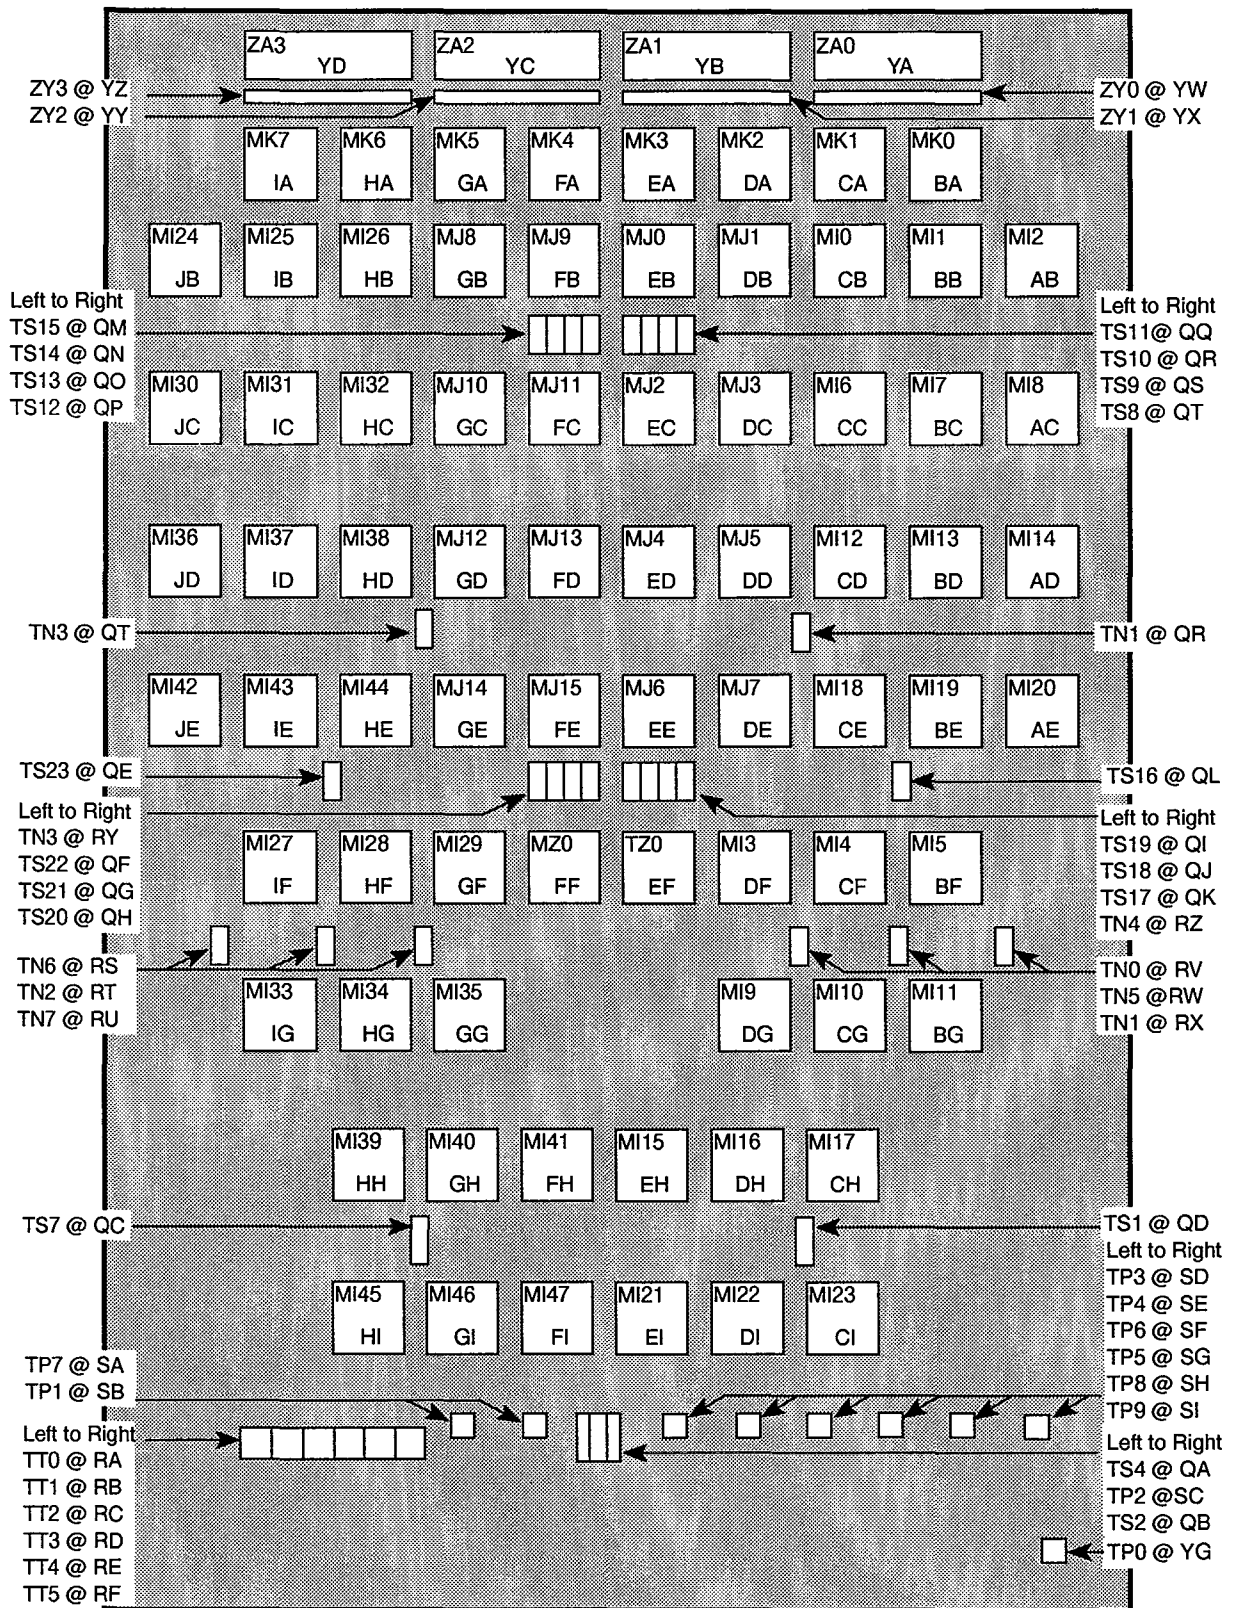 ZA3 ZA2 ZA1 ZA0
YD YC YB YA
ZY3 @ YZ
ZY2 @ YY
ZY0 @ YW
ZY1 @ YX
MK7 MK6 MK5 MK4 MK3 MK2 MK1 MK0
IA HA GA FA EA DA CA BA
MI24 MI25 MI26 MJ8 MJ9 MJ0 MJ1 MI0 MI1 MI2
JB IB HB GB FB EB DB CB BB AB
Left to Right
TS15 @ QM
TS14 @ QN
TS13 @ QO
TS12 @ QP
Left to Right
TS11@ QQ
TS10 @ QR
TS9 @ QS
TS8 @ QT
MI30 MI31 MI32 MJ10 MJ11 MJ2 MJ3 MI6 MI7 MI8
JC IC HC GC FC EC DC CC BC AC
MI36 MI37 MI38 MJ12 MJ13 MJ4 MJ5 MI12 MI13 MI14
JD ID HD GD FD ED DD CD BD AD
TN3 @ QT
TN1 @ QR
MI42 MI43 MI44 MJ14 MJ15 MJ6 MJ7 MI18 MI19 MI20
JE IE HE GE FE EE DE CE BE AE
TS23 @ QE
TS16 @ QL
Left to Right
TN3 @ RY
TS22 @ QF
TS21 @ QG
TS20 @ QH
Left to Right
TS19 @ QI
TS18 @ QJ
TS17 @ QK
TN4 @ RZ
MI27 MI28 MI29 MZ0 TZ0 MI3 MI4 MI5
IF HF GF FF EF DF CF BF
TN6 @ RS
TN2 @ RT
TN7 @ RU
TN0 @ RV
TN5 @RW
TN1 @ RX
MI33 MI34 MI35 MI9 MI10 MI11
IG HG GG DG CG BG
MI39 MI40 MI41 MI15 MI16 MI17
HH GH FH EH DH CH
TS7 @ QC
TS1 @ QD
Left to Right
TP3 @ SD
TP4 @ SE
TP6 @ SF
TP5 @ SG
TP8 @ SH
TP9 @ SI
MI45 MI46 MI47 MI21 MI22 MI23
HI GI FI EI DI CI
TP7 @ SA
TP1 @ SB
Left to Right
TT0 @ RA
TT1 @ RB
TT2 @ RC
TT3 @ RD
TT4 @ RE
TT5 @ RF
Left to Right
TS4 @ QA
TP2 @SC
TS2 @ QB
TP0 @ YG